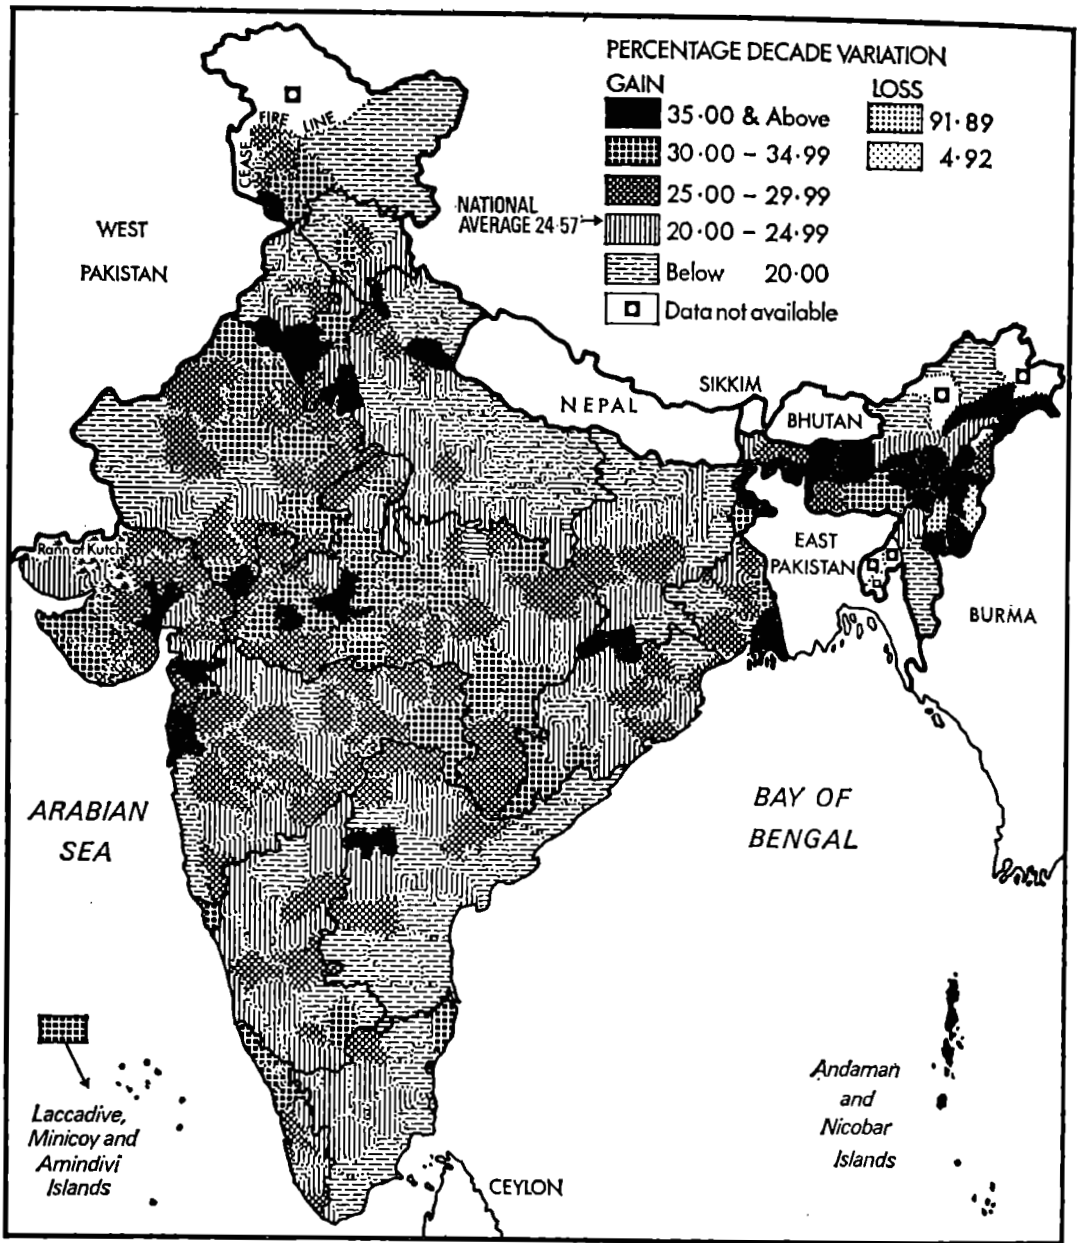 PERCENTAGE DECADE VARIATION
GAIN
LOSS
35·00 & Above
91·89
30·00 – 34·99
4·92
25·00 – 29·99
NATIONAL
AVERAGE 24·57
20·00 – 24·99
Below 20·00
Data not available
CEASE
FIRE
LINE
WEST
PAKISTAN
SIKKIM
NEPAL
BHUTAN
Rann of Kutch
EAST
PAKISTAN
BURMA
ARABIAN
SEA
BAY OF
BENGAL
Laccadive,
Minicoy and
Amindivi
Islands
Andaman
and
Nicobar
Islands
CEYLON